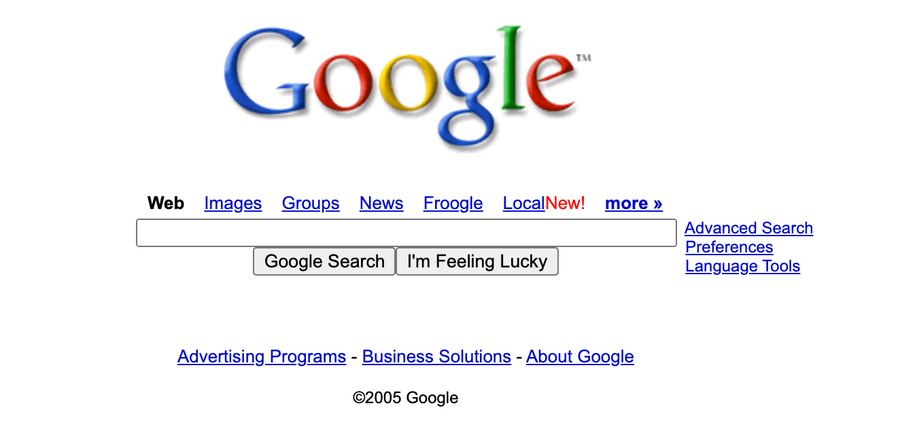 Google™
Web Images Groups News Froogle LocalNew! more »
Advanced Search
Preferences
Language Tools
Google Search I'm Feeling Lucky
Advertising Programs - Business Solutions - About Google
©2005 Google